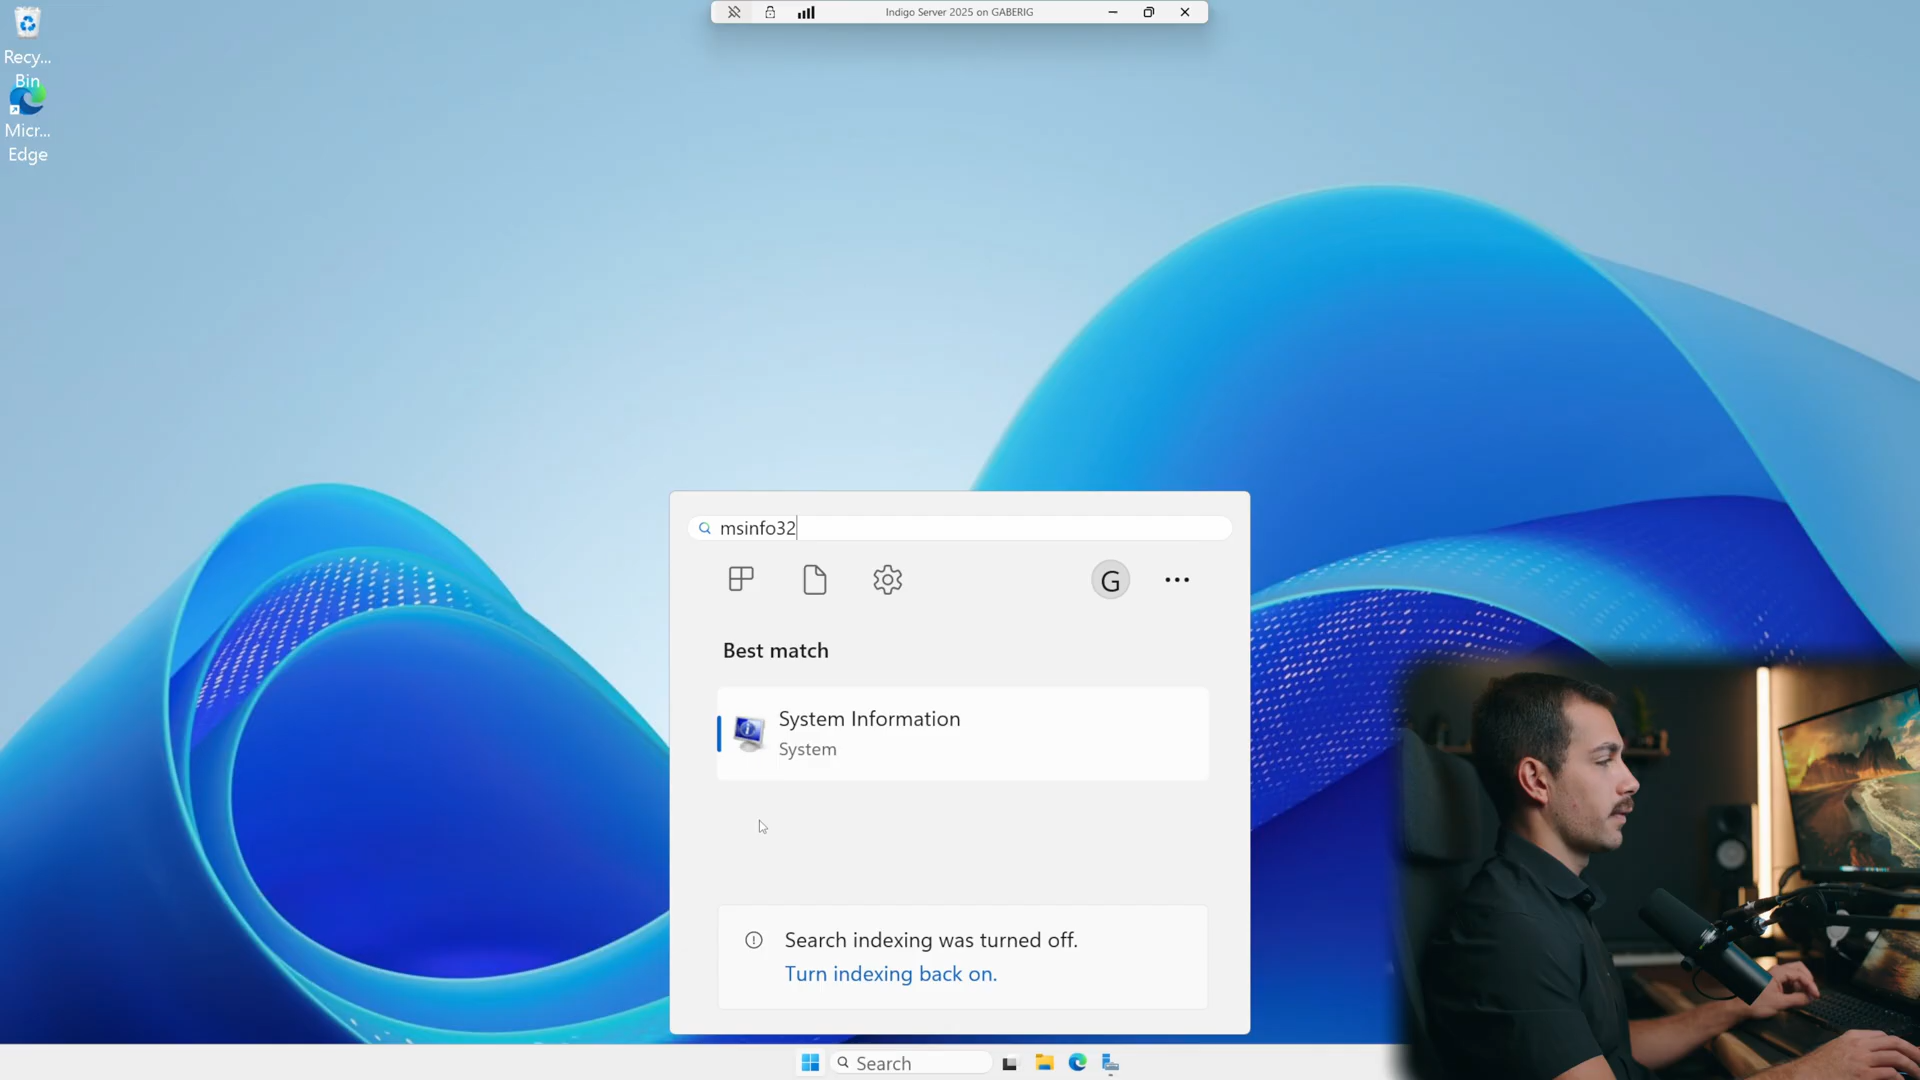 Indigo Server 2025 on GABERIG
Recy...
Bin
Micr...
Edge
msinfo32
G
Best match
System Information
System
Search indexing was turned off.
Turn indexing back on.
Search